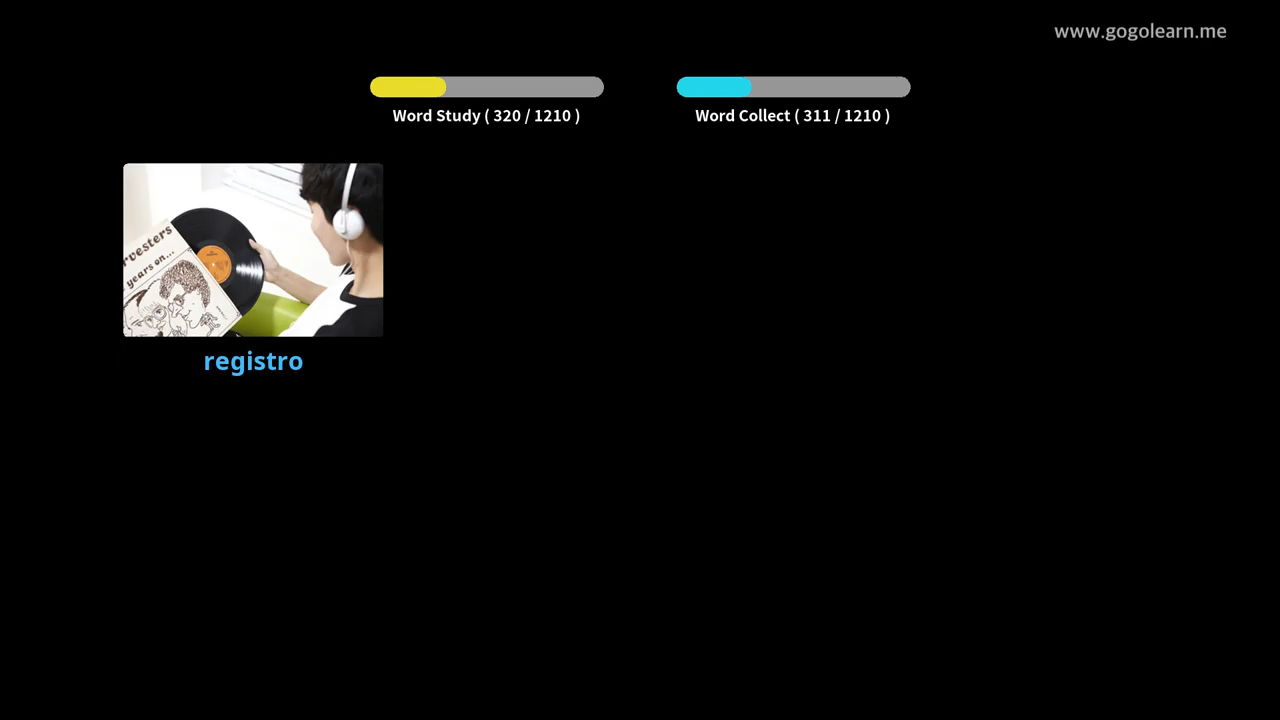 www.gogolearn.me
Word Study ( 320 / 1210 )
Word Collect ( 311 / 1210 )
rvesters
years on...
registro